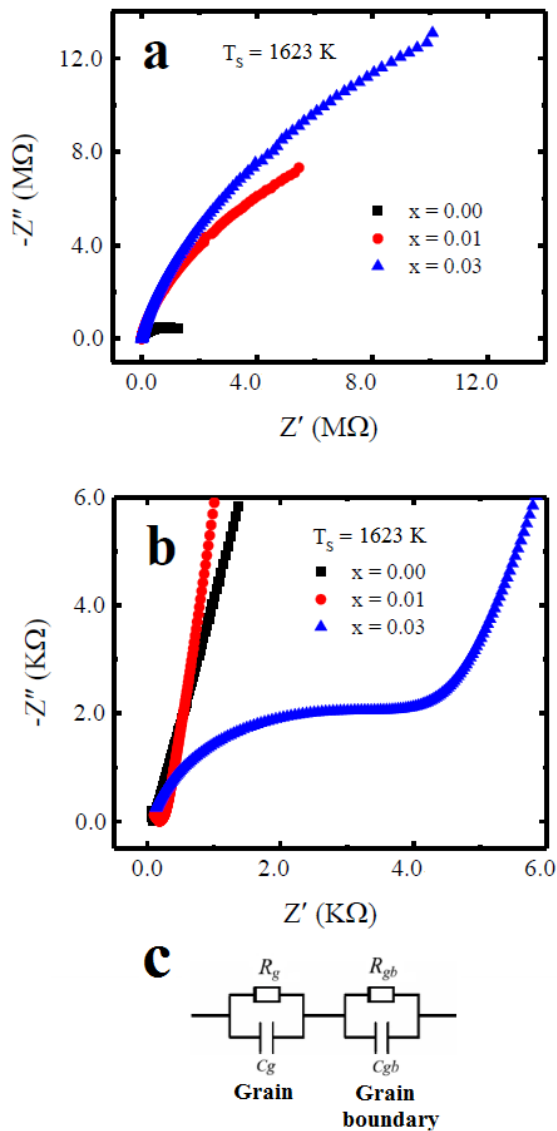 a
T_S = 1623 K
12.0
8.0
4.0
0.0
-Z″ (MΩ)
x = 0.00
x = 0.01
x = 0.03
0.0 4.0 8.0 12.0
Z′ (MΩ)
b
T_S = 1623 K
x = 0.00
x = 0.01
x = 0.03
6.0
4.0
2.0
0.0
-Z″ (KΩ)
0.0 2.0 4.0 6.0
Z′ (KΩ)
c
R_g R_gb
Cg Cgb
Grain Grain
boundary